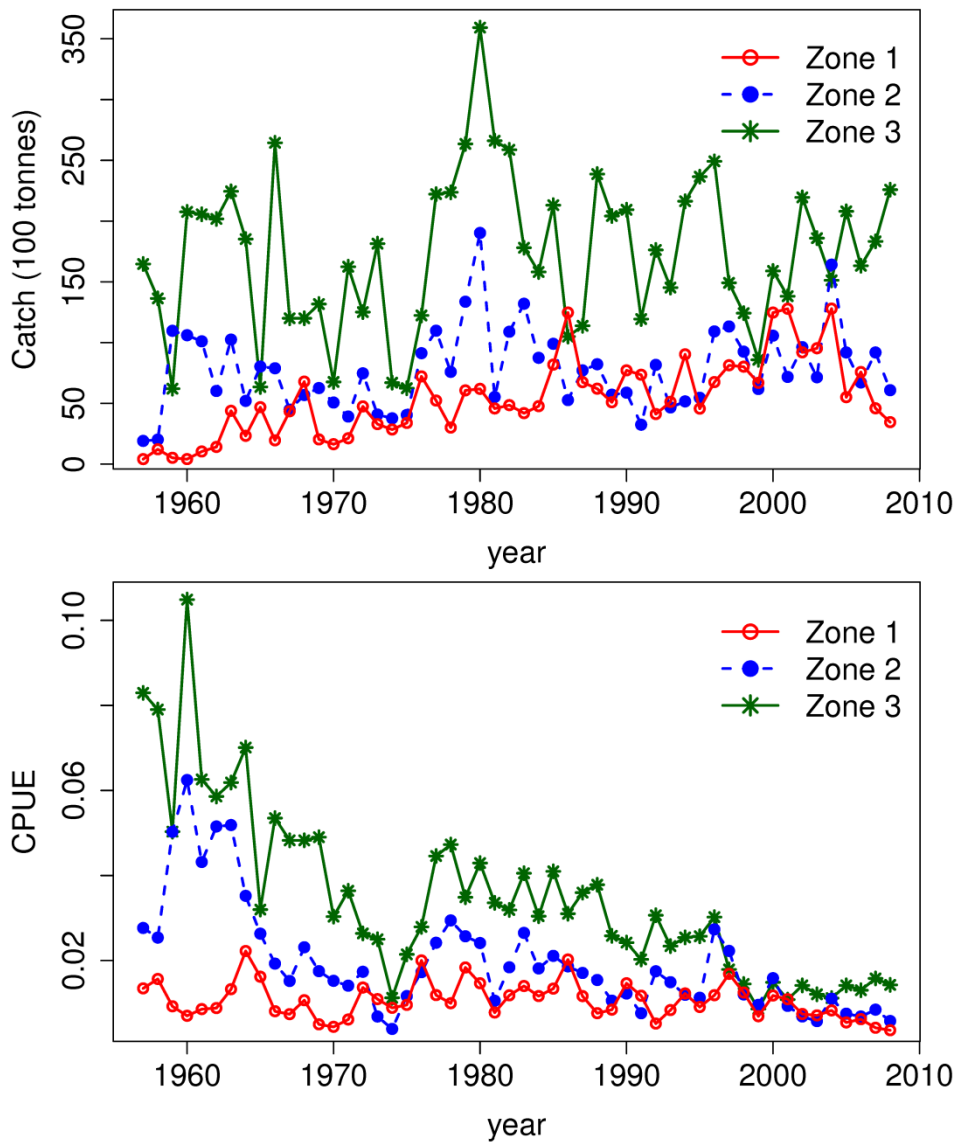 Catch (100 tonnes)
350
250
150
50
0
Zone 1
Zone 2
Zone 3
1960 1970 1980 1990 2000 2010
year
CPUE
0.10
0.06
0.02
Zone 1
Zone 2
Zone 3
1960 1970 1980 1990 2000 2010
year